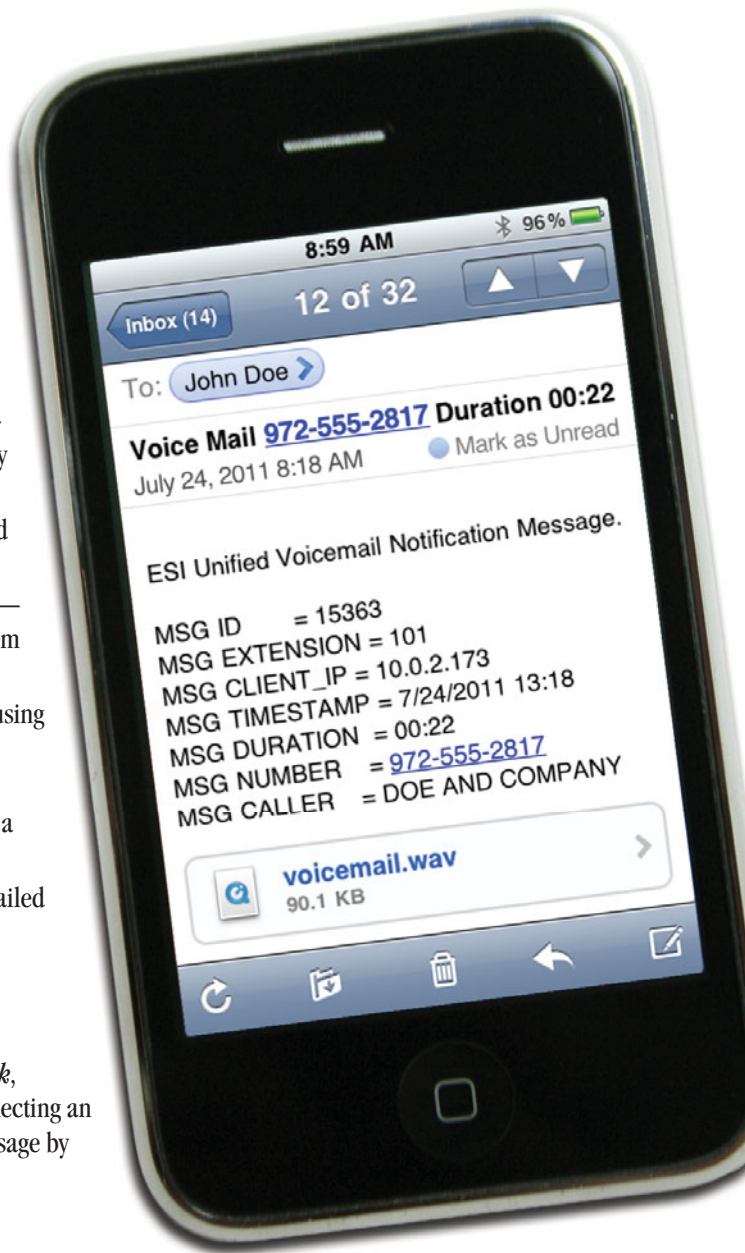 8:59 AM 96%
Inbox (14) 12 of 32
To: John Doe
Voice Mail 972-555-2817 Duration 00:22
July 24, 2011 8:18 AM Mark as Unread
ESI Unified Voicemail Notification Message.
MSG ID = 15363
MSG EXTENSION = 101
MSG CLIENT_IP = 10.0.2.173
MSG TIMESTAMP = 7/24/2011 13:18
MSG DURATION = 00:22
MSG NUMBER = 972-555-2817
MSG CALLER = DOE AND COMPANY
voicemail.wav
90.1 KB
a
an
sage by